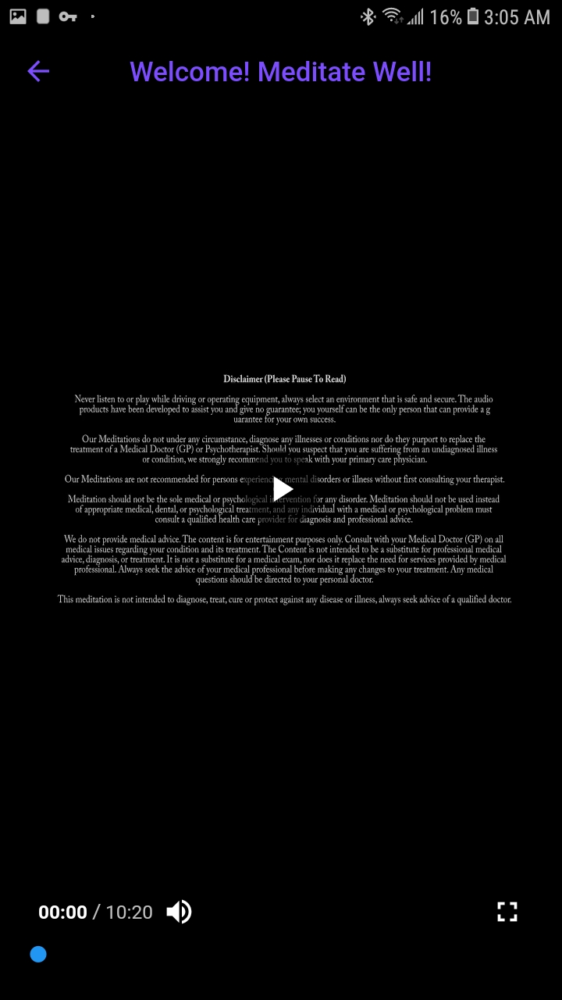 16% 3:05 AM
Welcome! Meditate Well!
Disclaimer (Please Pause To Read)
Never listen to or play while driving or operating equipment, always select an environment that is safe and secure. The audio
products have been developed to assist you and give no guarantee; you yourself can be the only person that can provide a g
uarantee for your own success.
Our Meditations do not under any circumstance, diagnose any illnesses or conditions nor do they purport to replace the
treatment of a Medical Doctor (GP) or Psychotherapist. Should you suspect that you are suffering from an undiagnosed illness
or condition, we strongly recommend you to speak with your primary care physician.
Our Meditations are not recommended for persons experiencing mental disorders or illness without first consulting your therapist.
Meditation should not be the sole medical or psychological intervention for any disorder. Meditation should not be used instead
of appropriate medical, dental, or psychological treatment, and any individual with a medical or psychological problem must
consult a qualified health care provider for diagnosis and professional advice.
We do not provide medical advice. The content is for entertainment purposes only. Consult with your Medical Doctor (GP) on all
medical issues regarding your condition and its treatment. The Content is not intended to be a substitute for professional medical
advice, diagnosis, or treatment. It is not a substitute for a medical exam, nor does it replace the need for services provided by medical
professional. Always seek the advice of your medical professional before making any changes to your treatment. Any medical
questions should be directed to your personal doctor.
This meditation is not intended to diagnose, treat, cure or protect against any disease or illness, always seek advice of a qualified doctor.
00:00 / 10:20